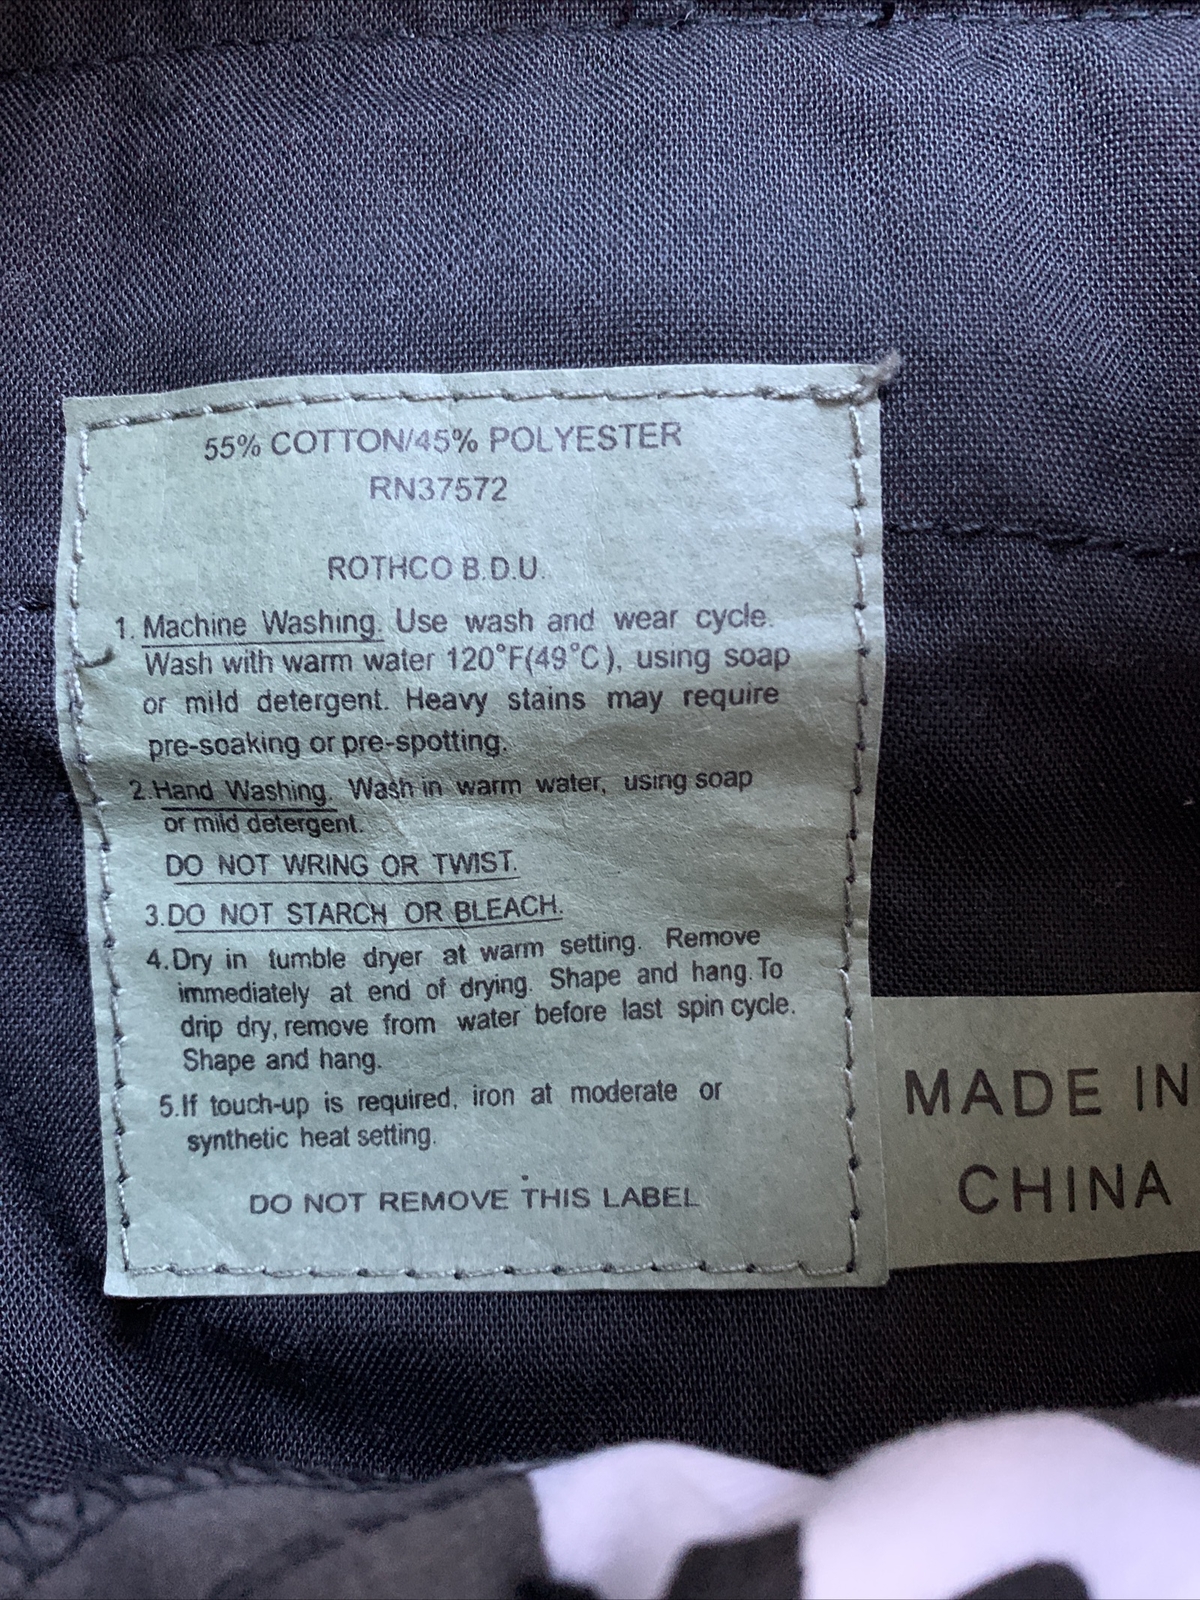 55% COTTON/45% POLYESTER
RN37572
ROTHCO B.D.U.
1. Machine Washing. Use wash and wear cycle.
Wash with warm water 120°F(49°C), using soap
or mild detergent. Heavy stains may require
pre-soaking or pre-spotting.
2.Hand Washing. Wash in warm water, using soap
or mild detergent.
DO NOT WRING OR TWIST.
3.DO NOT STARCH OR BLEACH.
4.Dry in tumble dryer at warm setting. Remove
immediately at end of drying. Shape and hang. To
drip dry, remove from water before last spin cycle.
Shape and hang.
5.If touch-up is required, iron at moderate or
synthetic heat setting.
DO NOT REMOVE THIS LABEL
MADE IN
CHINA